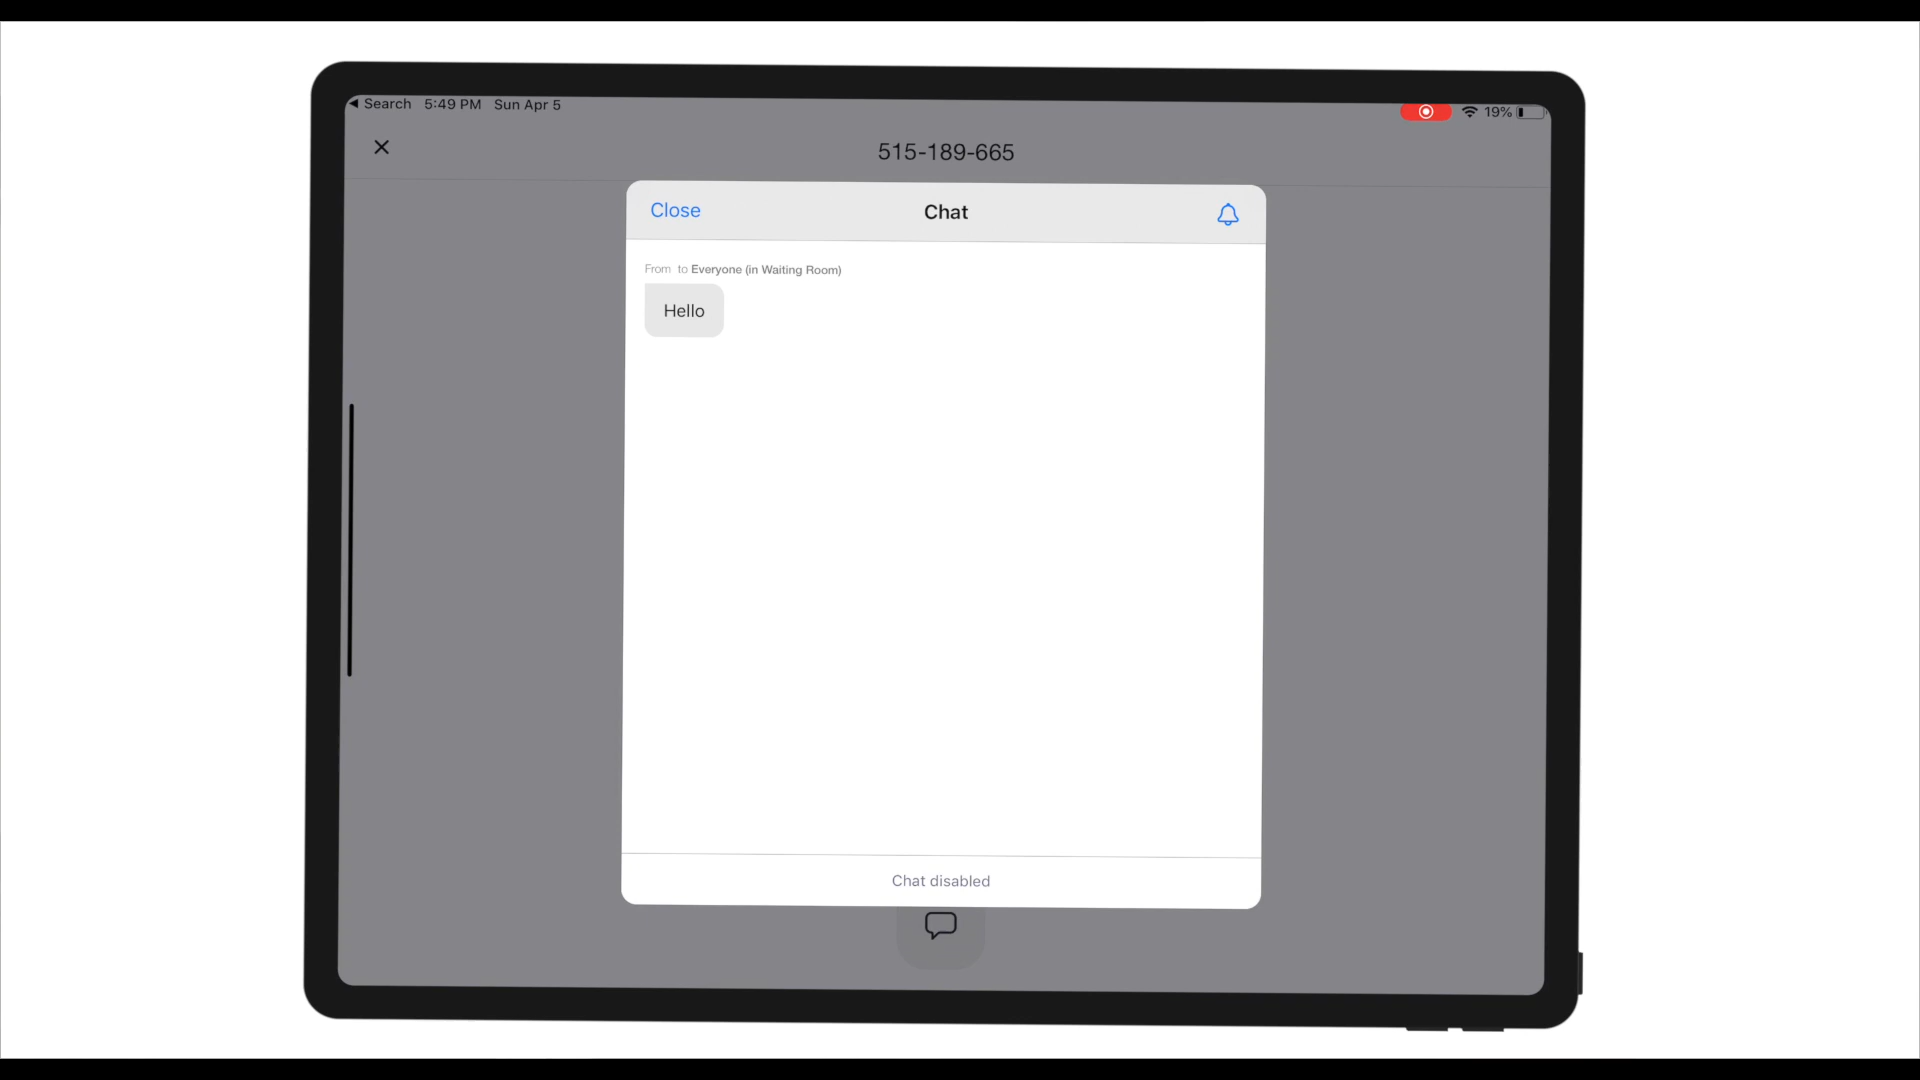 Search 5:49 PM Sun Apr 5
19%
515-189-665
Close
Chat
From to Everyone (in Waiting Room)
Hello
Chat disabled